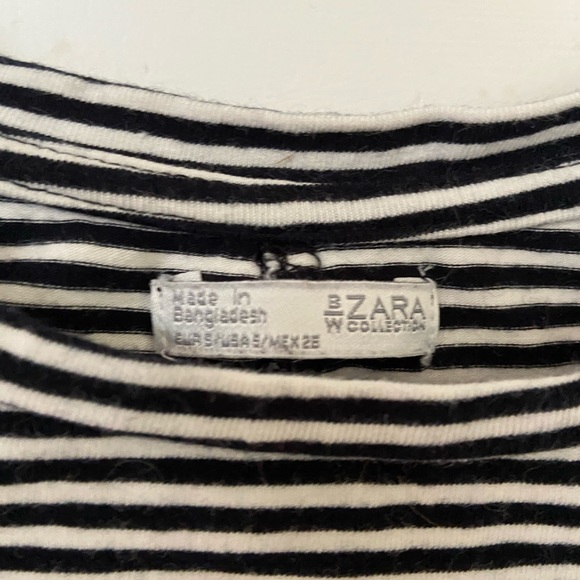 Made in
Bangladesh
EUR S/USA S/MEX 26
B
W
ZARA
COLLECTION